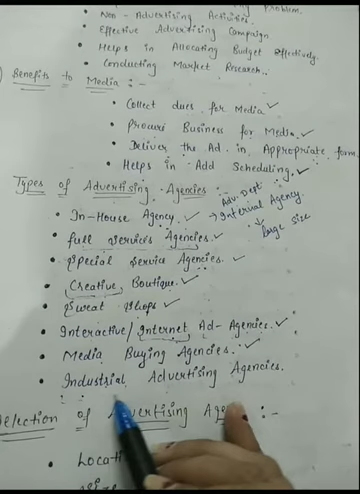 Problem
• Non-Advertising Activities.
• Effective Advertising Campaign
• Helps in Allocating Budget Effectively.
• Conducting Market Research.
) Benefits to Media :-
• Collect dues for Media ✓
• Procure Business for Media. ✓
• Deliver the Ad. in Appropriate form.
• Helps in Add Scheduling. ✓
Types of Advertising Agencies :-
Adv. Dept
• In-House Agency. ✓ → Internal Agency.
↓ large size
• full services Agencies. ✓
• Special Service Agencies. ✓
• Creative Boutique. ✓
• Sweat Shops ✓
• Interactive/Internet Ad-Agencies. ✓
• Media Buying Agencies. ✓
• Industrial Advertising Agencies.
Selection of Advertising Age :-
• Locati